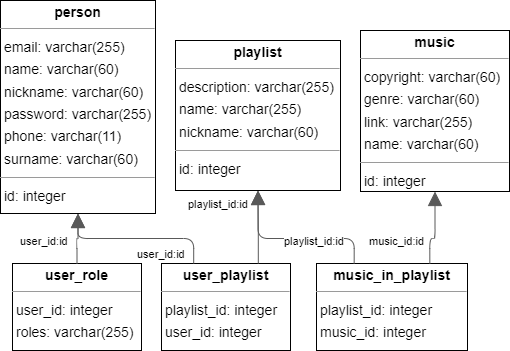 person
email: varchar(255)
name: varchar(60)
nickname: varchar(60)
password: varchar(255)
phone: varchar(11)
surname: varchar(60)
id: integer
playlist
description: varchar(255)
name: varchar(255)
nickname: varchar(60)
id: integer
music
copyright: varchar(60)
genre: varchar(60)
link: varchar(255)
name: varchar(60)
id: integer
user_id:id
user_id:id
playlist_id:id
playlist_id:id
music_id:id
user_role
user_id: integer
roles: varchar(255)
user_playlist
playlist_id: integer
user_id: integer
music_in_playlist
playlist_id: integer
music_id: integer